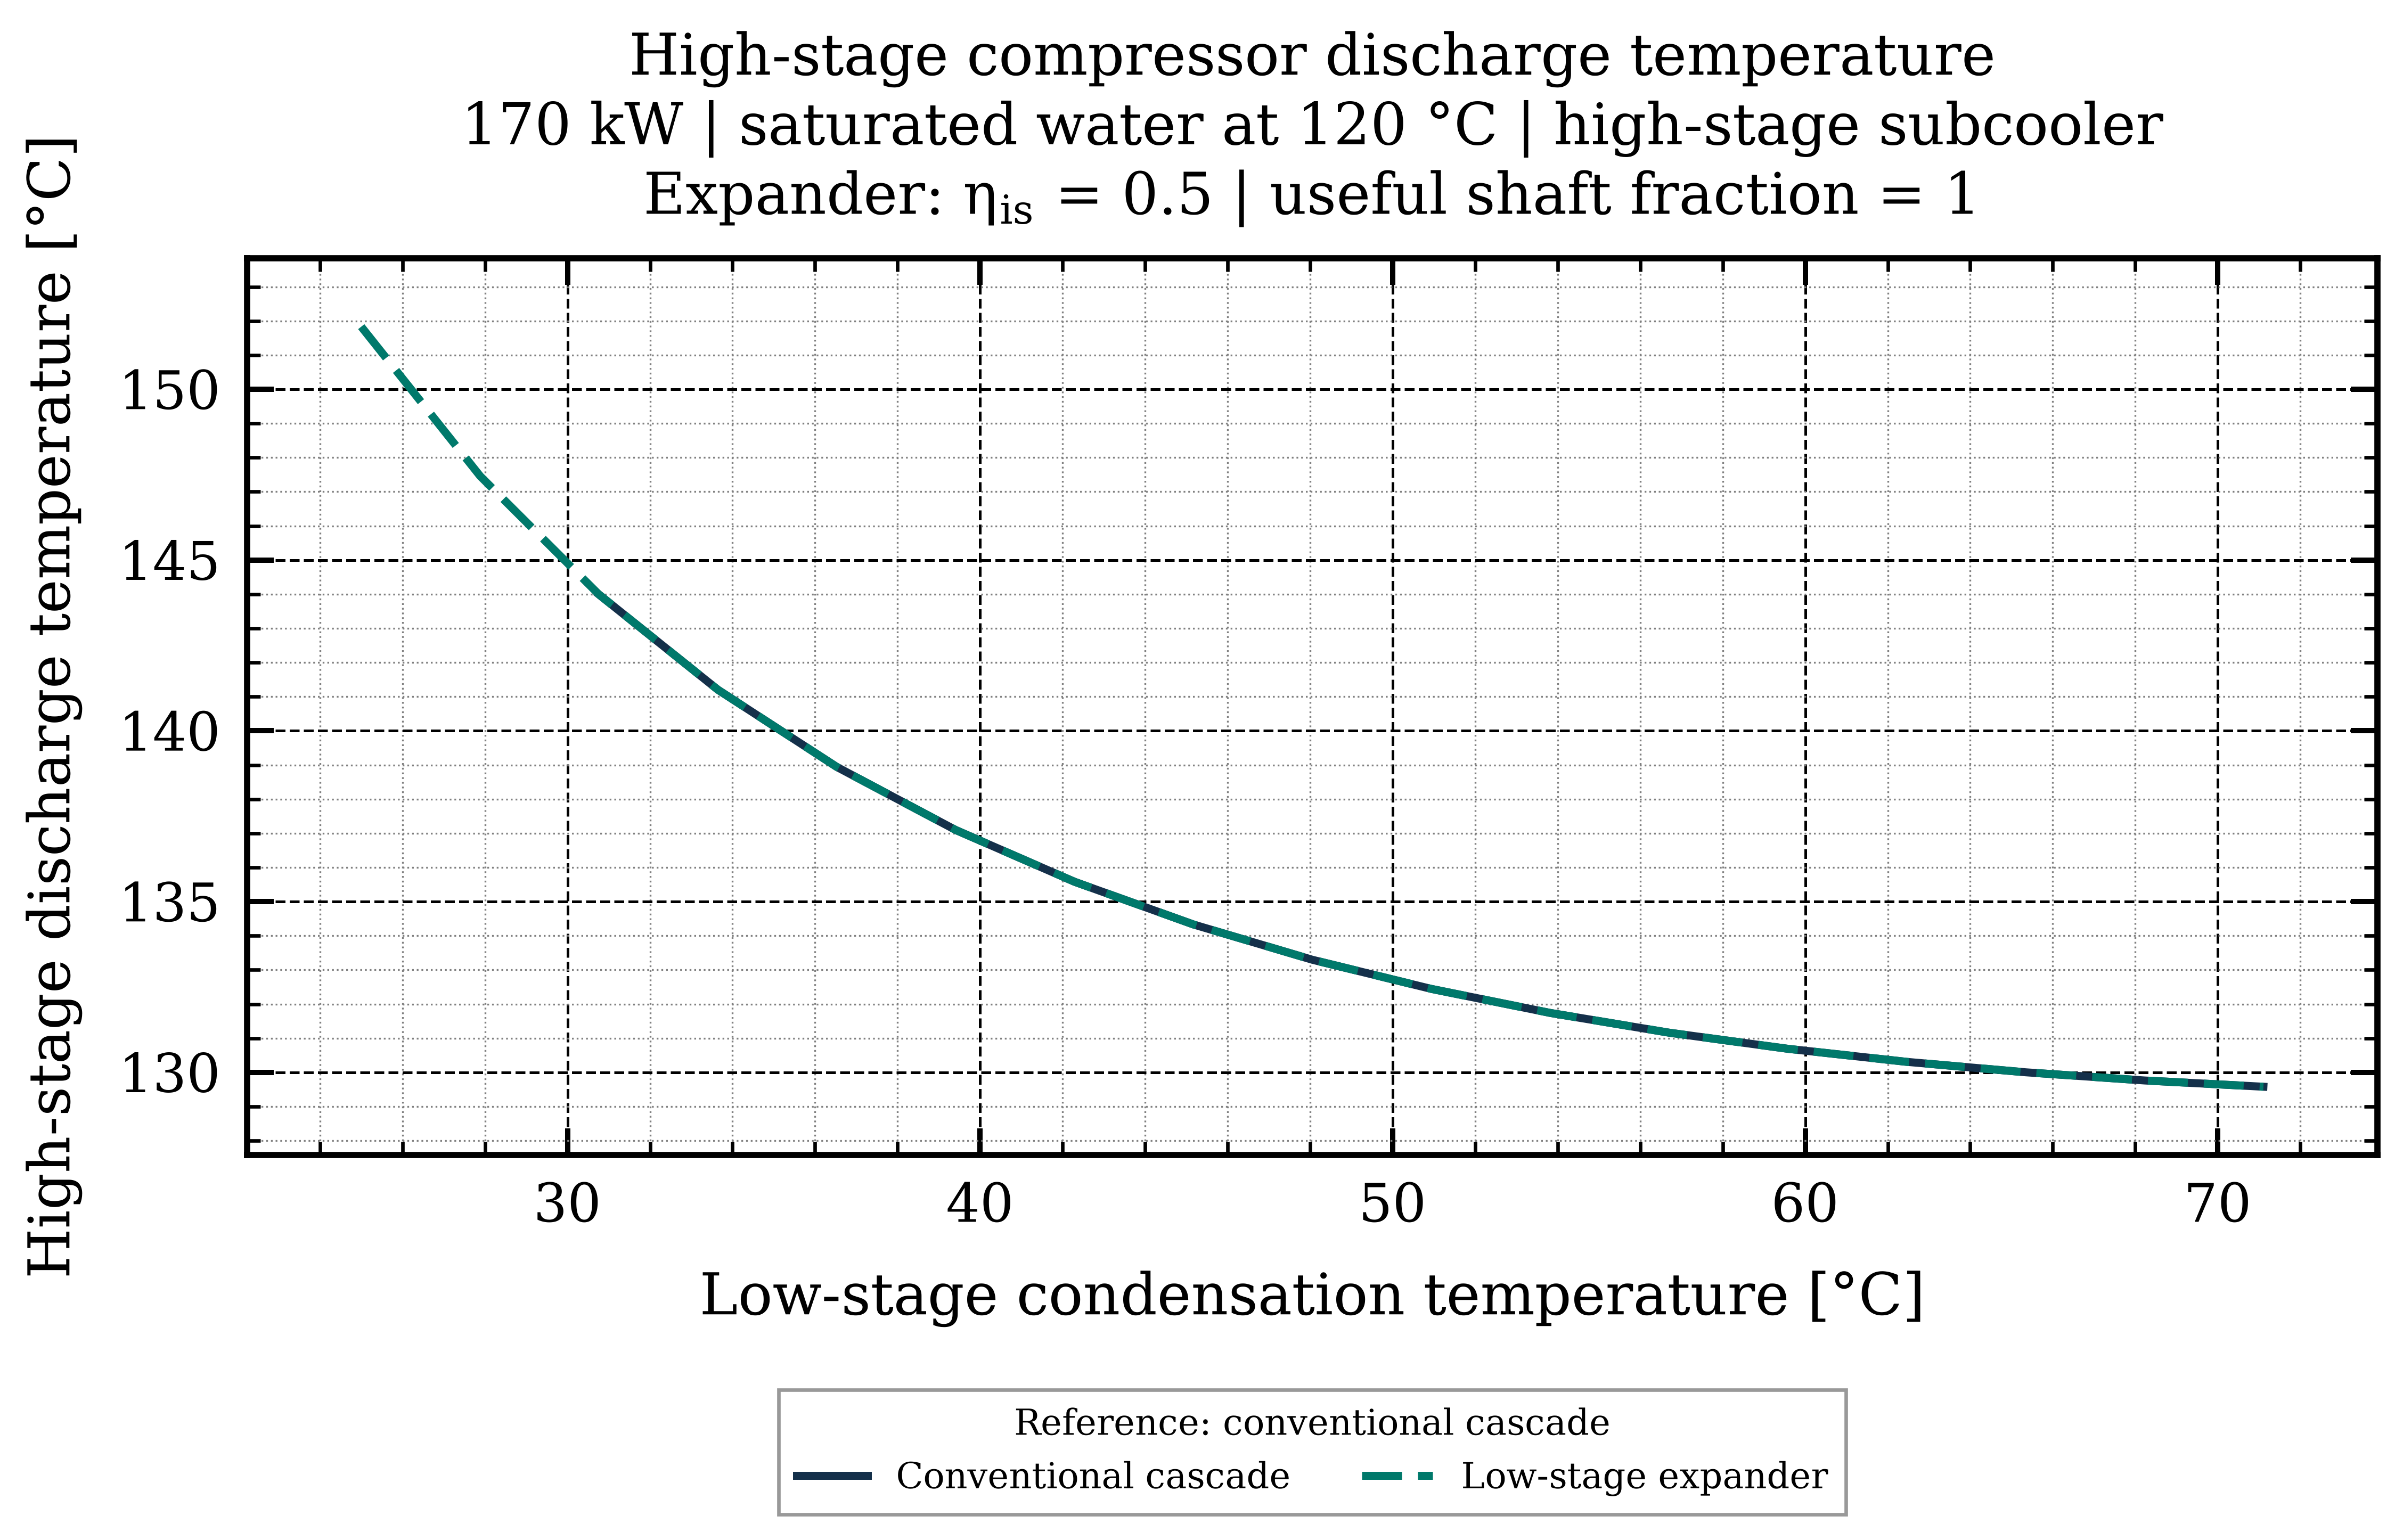 High-stage compressor discharge temperature
170 kW | saturated water at 120 °C | high-stage subcooler
Expander: ηis = 0.5 | useful shaft fraction = 1
High-stage discharge temperature [°C]
150
145
140
135
130
30 40 50 60 70
Low-stage condensation temperature [°C]
Reference: conventional cascade
Conventional cascade Low-stage expander